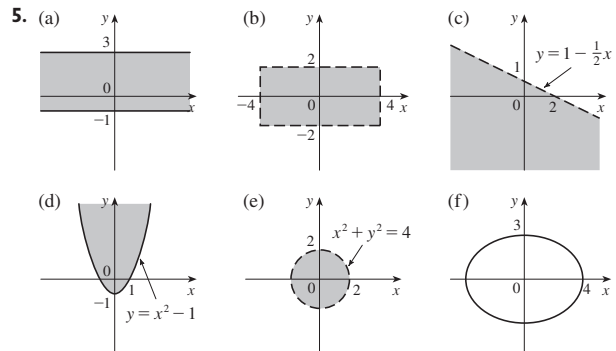 5. (a)
y
3
0
x
−1
(b)
y
2
−4
0
4 x
−2
(c)
y
1
y = 1 − 1/2 x
0
2
x
(d)
y
0
1
x
−1
y = x² − 1
(e)
y
2
x² + y² = 4
0
2
x
(f)
y
3
0
4 x